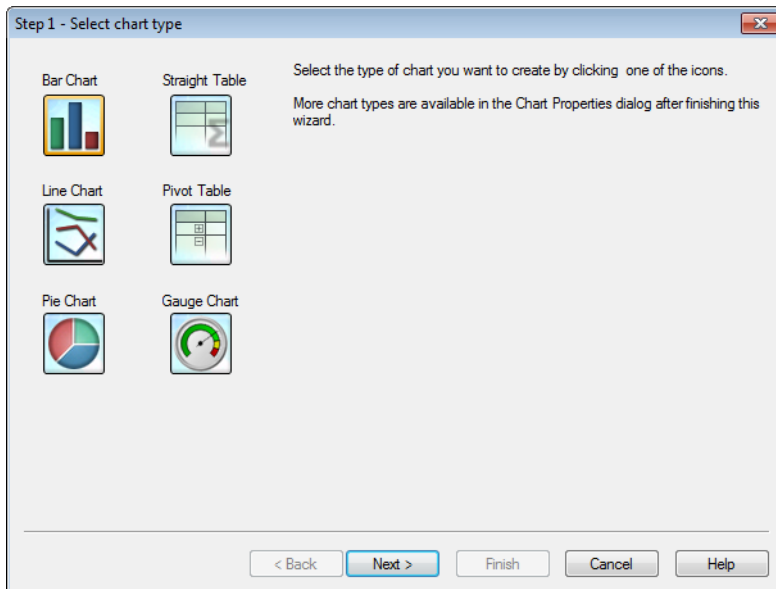 Step 1 - Select chart type
Bar Chart
Straight Table
Select the type of chart you want to create by clicking one of the icons.
More chart types are available in the Chart Properties dialog after finishing this
wizard.
Line Chart
Pivot Table
Pie Chart
Gauge Chart
< Back
Next >
Finish
Cancel
Help